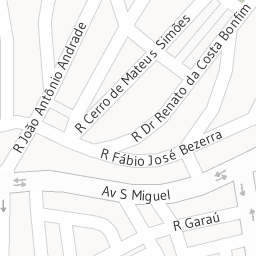 R João Antônio Andrade
R Cerro de Mateus Simões
R Dr Renato da Costa Bonfim
R Fábio José Bezerra
Av S Miguel
R Garaú